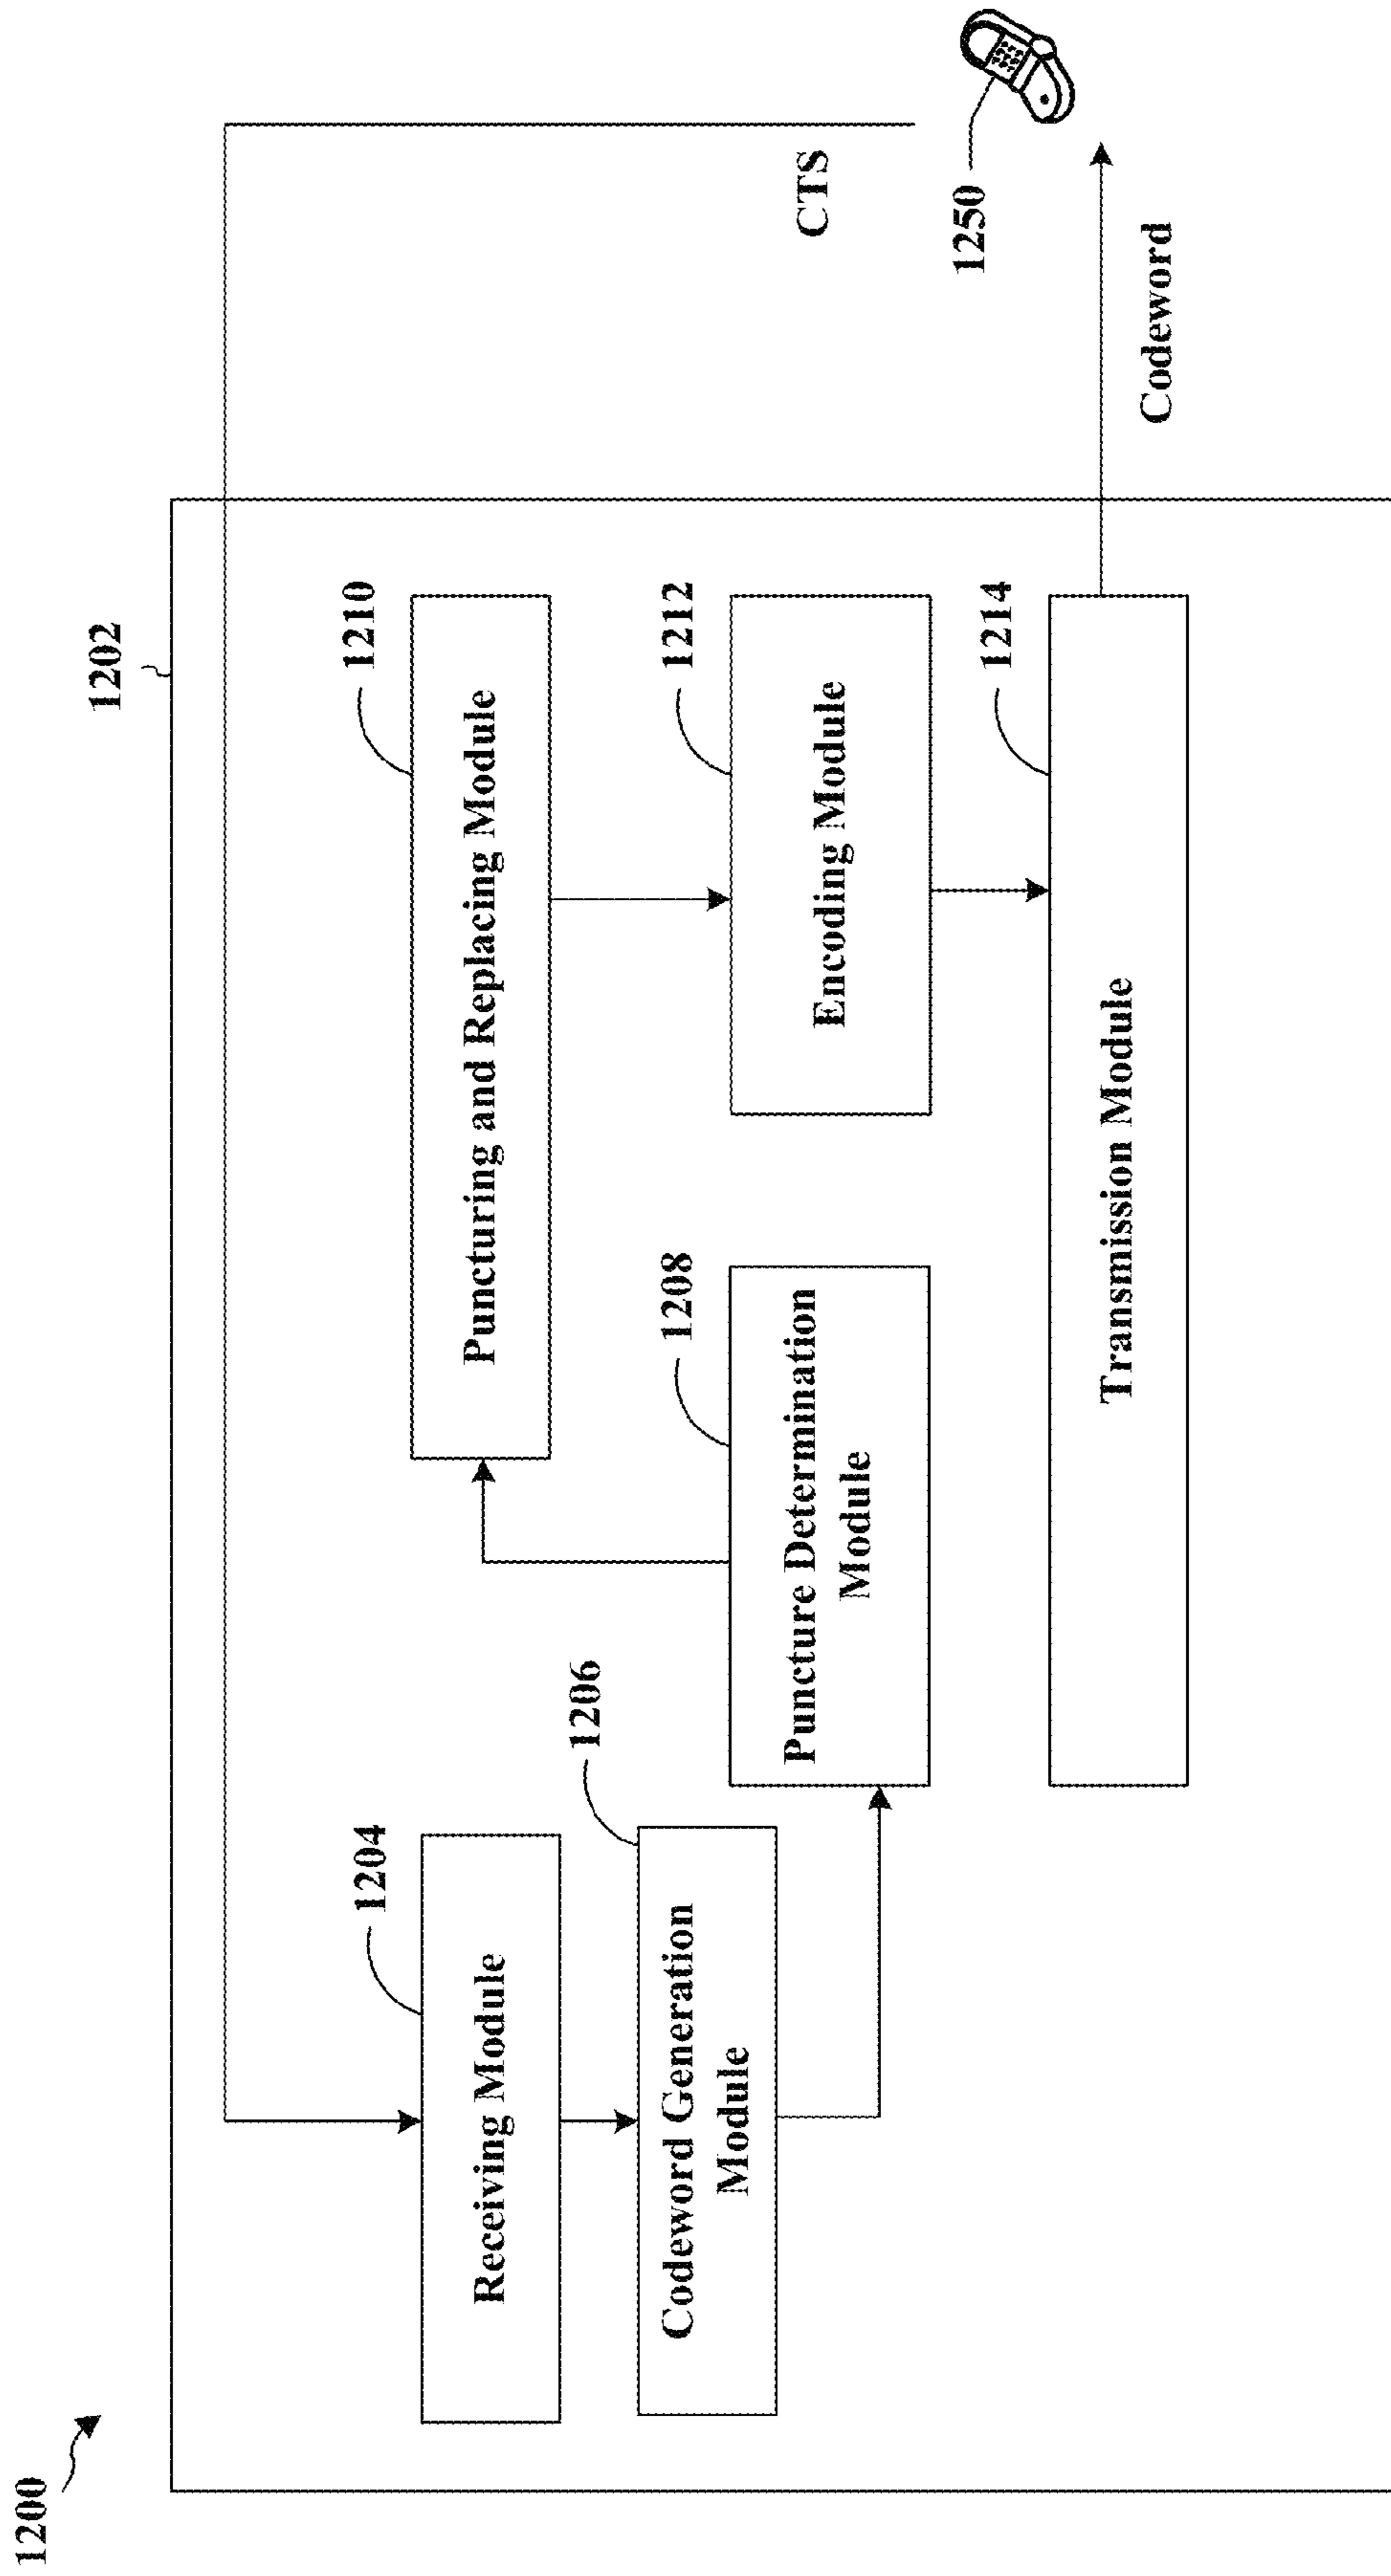 1200
1202
1204
Receiving Module
1206
Codeword Generation
Module
1208
Puncture Determination
Module
1210
Puncturing and Replacing Module
1212
Encoding Module
1214
Transmission Module
CTS
1250
Codeword